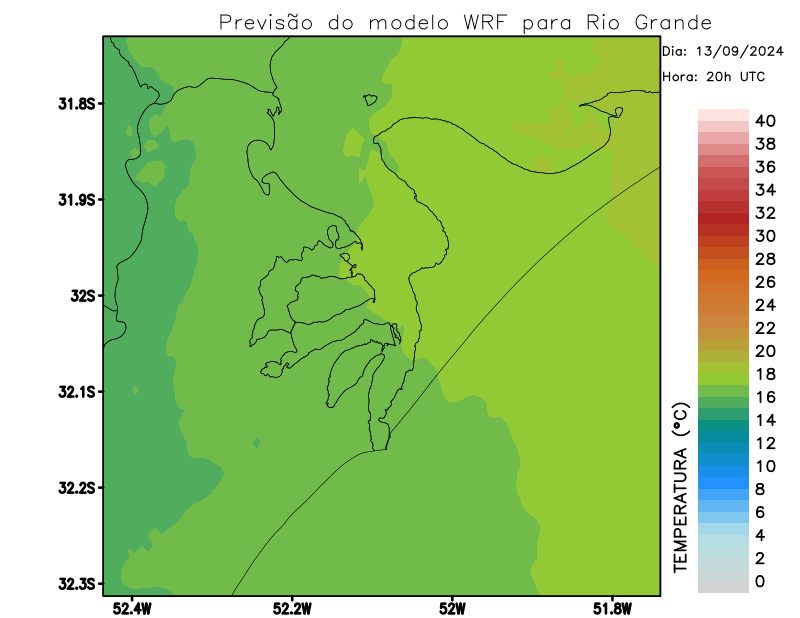 Previsão do modelo WRF para Rio Grande
Dia: 13/09/2024
Hora: 20h UTC
31.8S
31.9S
32S
32.1S
32.2S
32.3S
52.4W
52.2W
52W
51.8W
TEMPERATURA (°C)
40
38
36
34
32
30
28
26
24
22
20
18
16
14
12
10
8
6
4
2
0